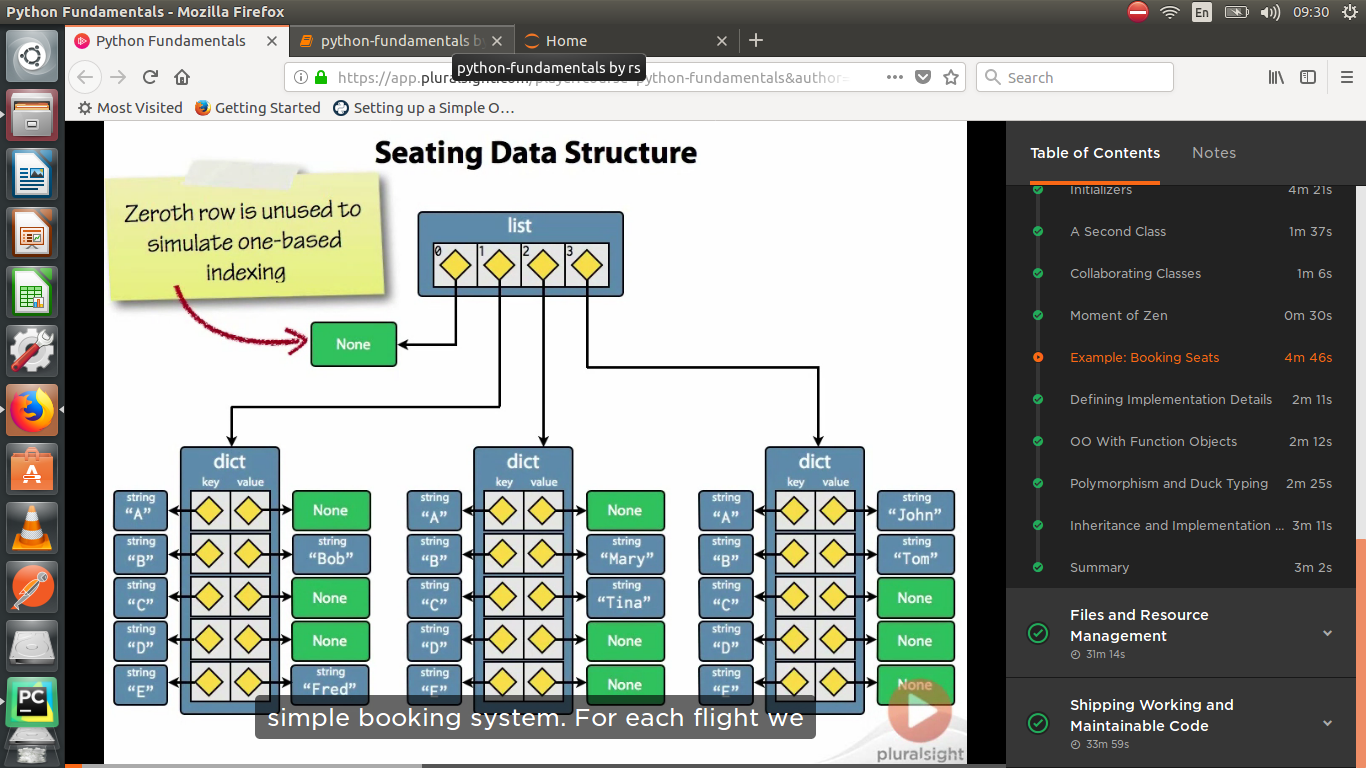 Python Fundamentals - Mozilla Firefox
En
09:30
Python Fundamentals
python-fundamentals by
Home
python-fundamentals by rs
https://app.pluralsight.com/player?course=python-fundamentals&author=
Search
Most Visited
Getting Started
Setting up a Simple O…
Seating Data Structure
Zeroth row is unused to
simulate one-based
indexing
list
0 1 2 3
None
dict
key value
string
“A”
None
string
“B”
string
“Bob”
string
“C”
None
string
“D”
None
string
“E”
string
“Fred”
dict
key value
string
“A”
None
string
“B”
string
“Mary”
string
“C”
string
“Tina”
string
“D”
None
string
“E”
None
dict
key value
string
“A”
string
“John”
string
“B”
string
“Tom”
string
“C”
None
string
“D”
None
string
“E”
None
simple booking system. For each flight we
pluralsight
Table of Contents
Notes
Initializers 4m 21s
A Second Class 1m 37s
Collaborating Classes 1m 6s
Moment of Zen 0m 30s
Example: Booking Seats 4m 46s
Defining Implementation Details 2m 11s
OO With Function Objects 2m 12s
Polymorphism and Duck Typing 2m 25s
Inheritance and Implementation ... 3m 11s
Summary 3m 2s
Files and Resource
Management
31m 14s
Shipping Working and
Maintainable Code
33m 59s
PC